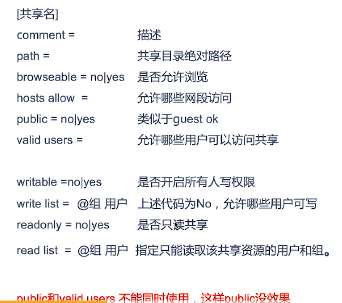 [共享名]
comment = 描述
path = 共享目录绝对路径
browseable = no|yes 是否允许浏览
hosts allow = 允许哪些网段访问
public = no|yes 类似于guest ok
valid users = 允许哪些用户可以访问共享
writable =no|yes 是否开启所有人写权限
write list = @组 用户 上述代码为No，允许哪些用户可写
readonly = no|yes 是否只读共享
read list = @组 用户 指定只能读取该共享资源的用户和组。
public和valid users 不能同时使用，这样public没效果